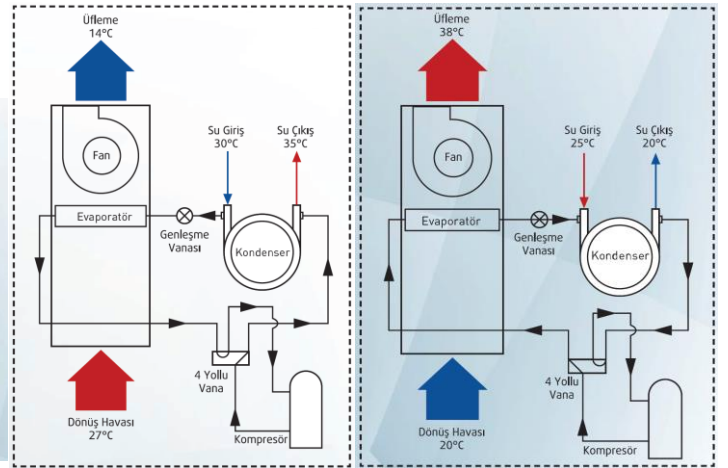 Üfleme
14°C
Fan
Su Giriş
30°C
Su Çıkış
35°C
Evaporatör
Genleşme
Vanası
Kondenser
4 Yollu
Vana
Kompresör
Dönüş Havası
27°C
Üfleme
38°C
Fan
Su Giriş
25°C
Su Çıkış
20°C
Evaporatör
Genleşme
Vanası
Kondenser
4 Yollu
Vana
Kompresör
Dönüş Havası
20°C